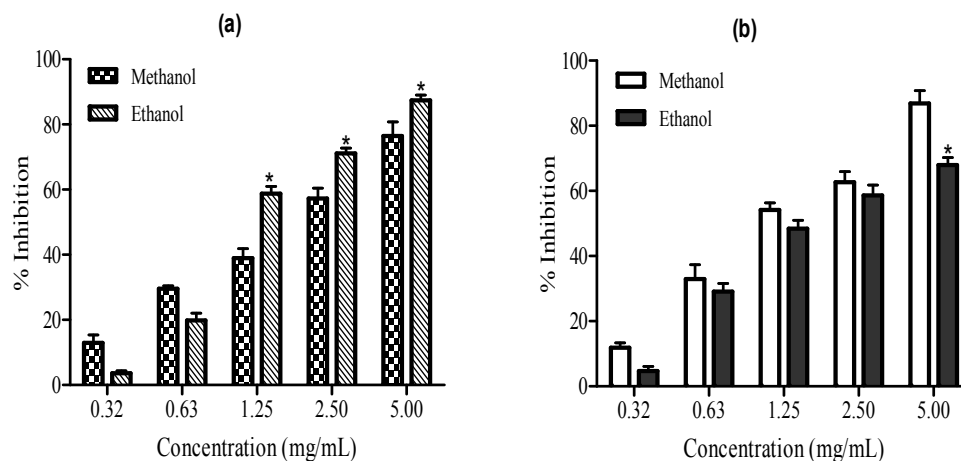 (a)
100
80
60
40
20
0
% Inhibition
Methanol
Ethanol
*
*
*
0.32 0.63 1.25 2.50 5.00
Concentration (mg/mL)
(b)
100
80
60
40
20
0
% Inhibition
Methanol
Ethanol
*
0.32 0.63 1.25 2.50 5.00
Concentration (mg/mL)